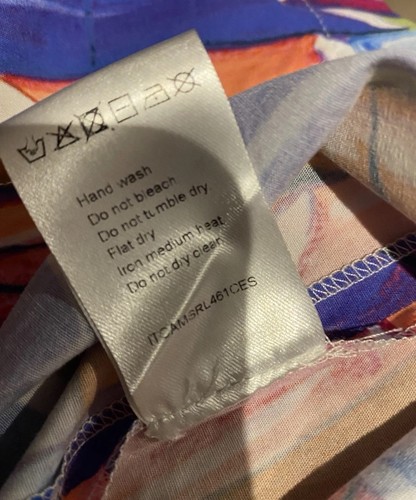 Hand wash
Do not bleach
Do not tumble dry
Flat dry
Iron medium heat
Do not dry clean
ITCAMSRL461CES